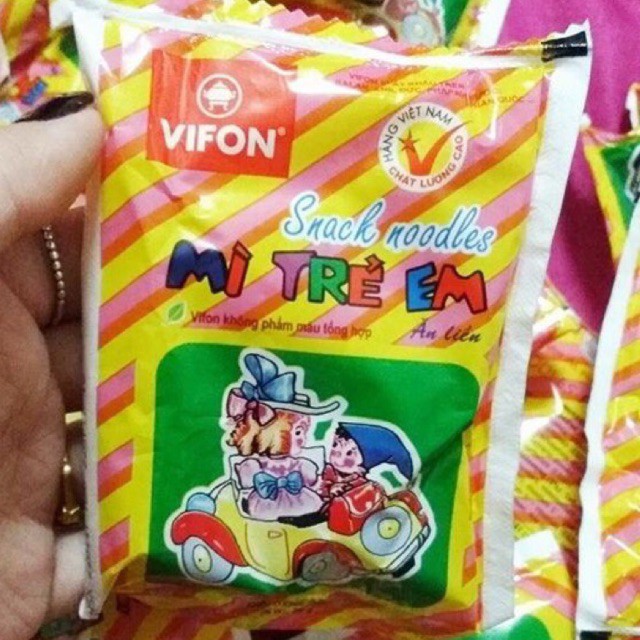 VIFON®
HÀNG VIỆT NAM
CHẤT LƯỢNG CAO
Snack noodles
MÌ TRẺ EM
Vifon không phẩm màu tổng hợp
Ăn liền